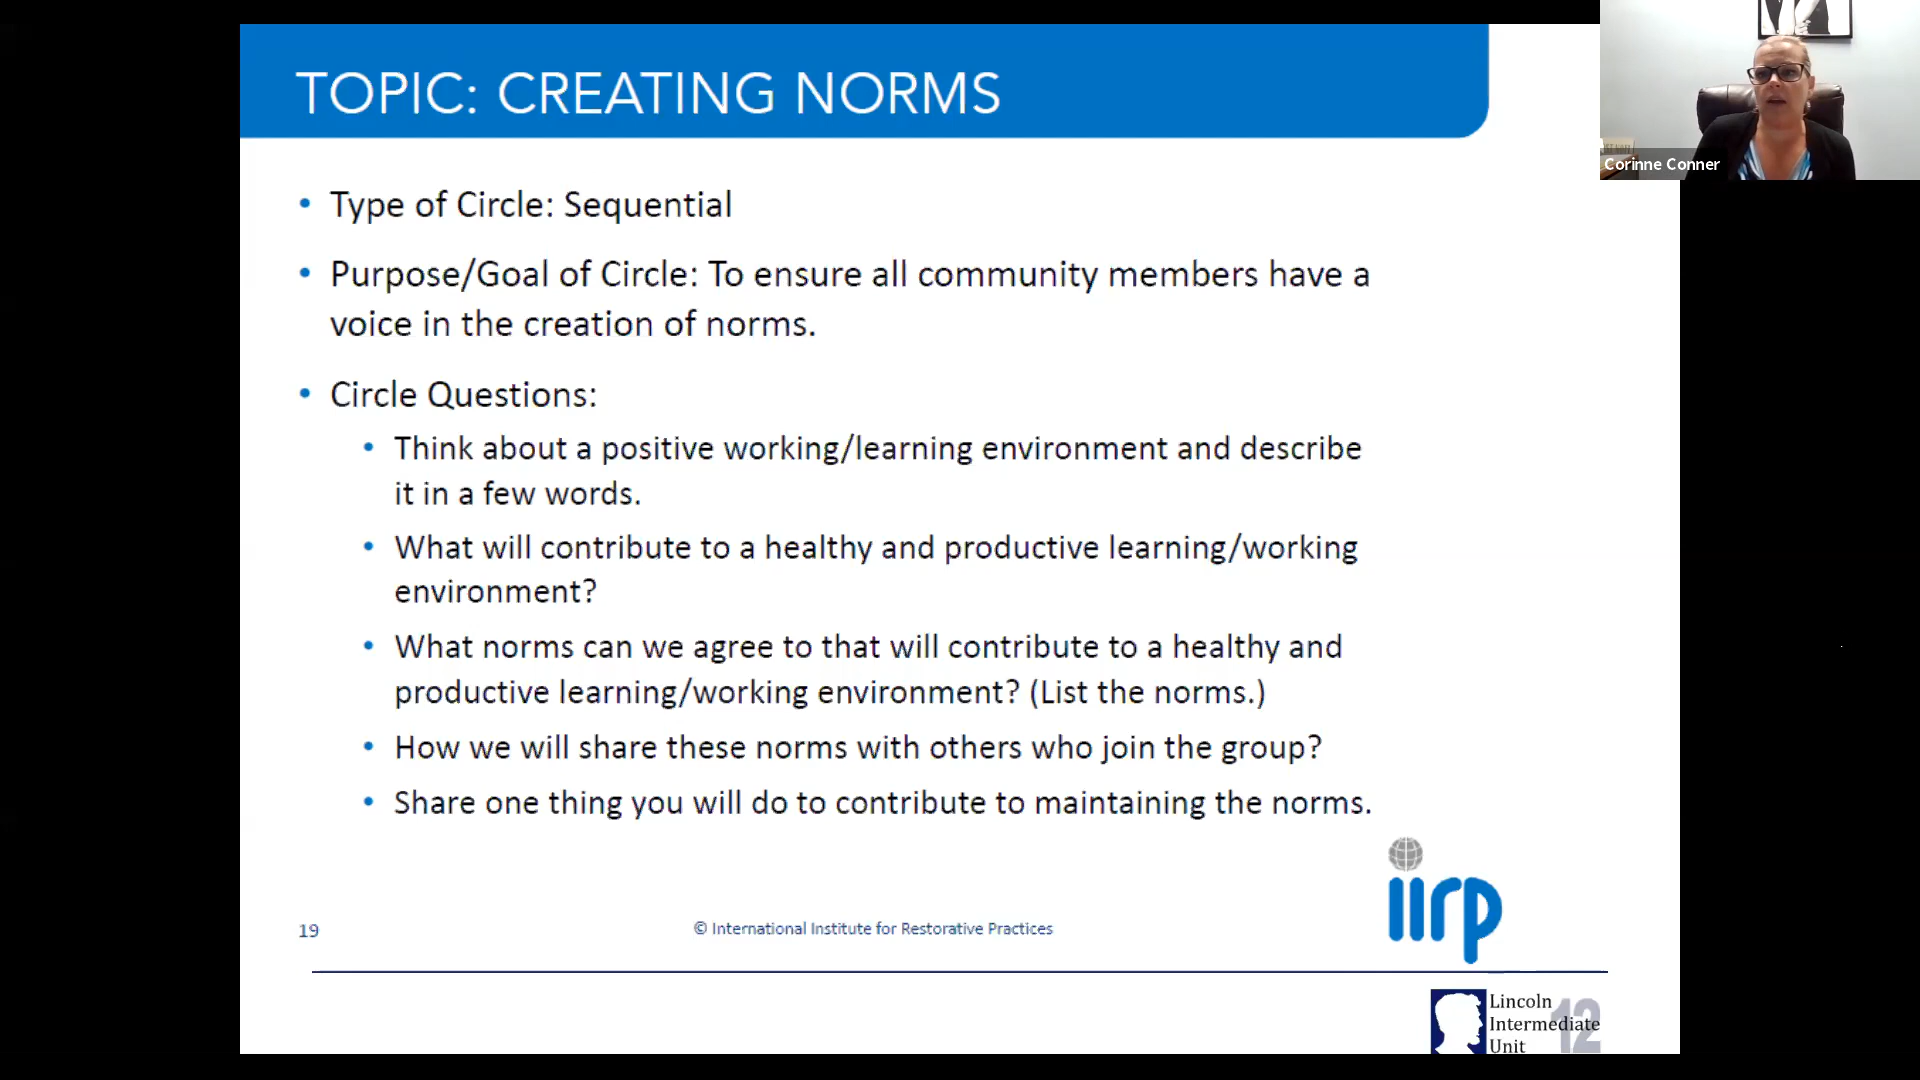 TOPIC: CREATING NORMS
Corinne Conner
• Type of Circle: Sequential
• Purpose/Goal of Circle: To ensure all community members have a
voice in the creation of norms.
• Circle Questions:
• Think about a positive working/learning environment and describe
it in a few words.
• What will contribute to a healthy and productive learning/working
environment?
• What norms can we agree to that will contribute to a healthy and
productive learning/working environment? (List the norms.)
• How we will share these norms with others who join the group?
• Share one thing you will do to contribute to maintaining the norms.
iirp
19
© International Institute for Restorative Practices
Lincoln
Intermediate
Unit
12